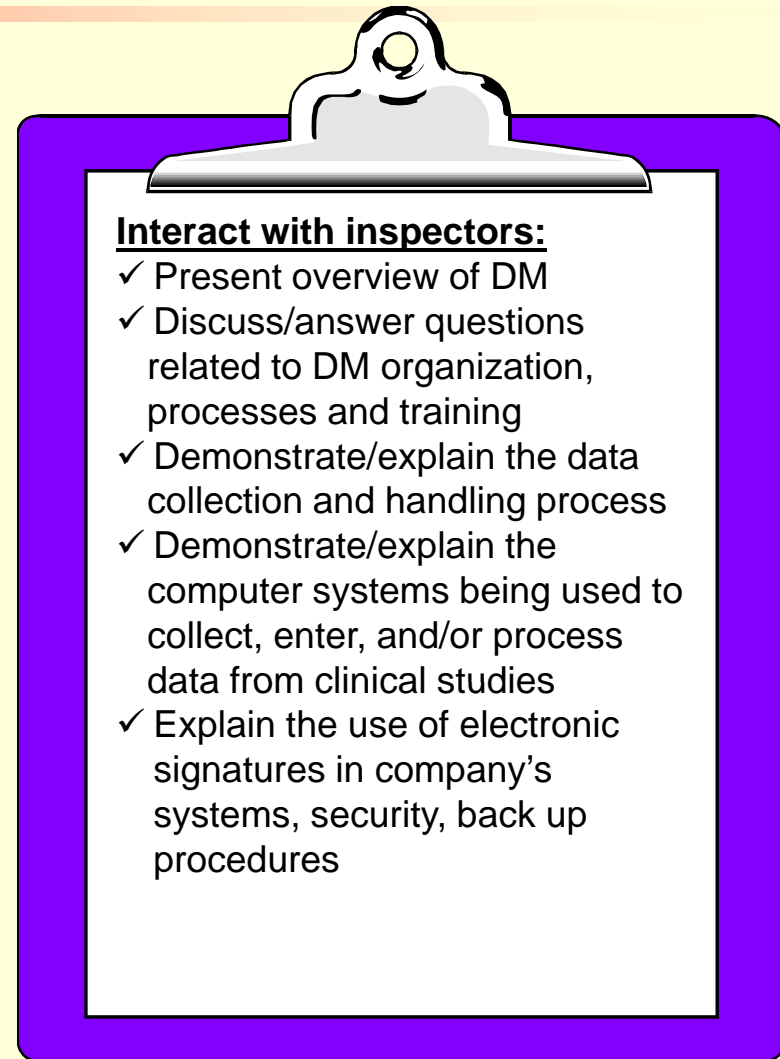 Interact with inspectors:
✓ Present overview of DM
✓ Discuss/answer questions
related to DM organization,
processes and training
✓ Demonstrate/explain the data
collection and handling process
✓ Demonstrate/explain the
computer systems being used to
collect, enter, and/or process
data from clinical studies
✓ Explain the use of electronic
signatures in company’s
systems, security, back up
procedures